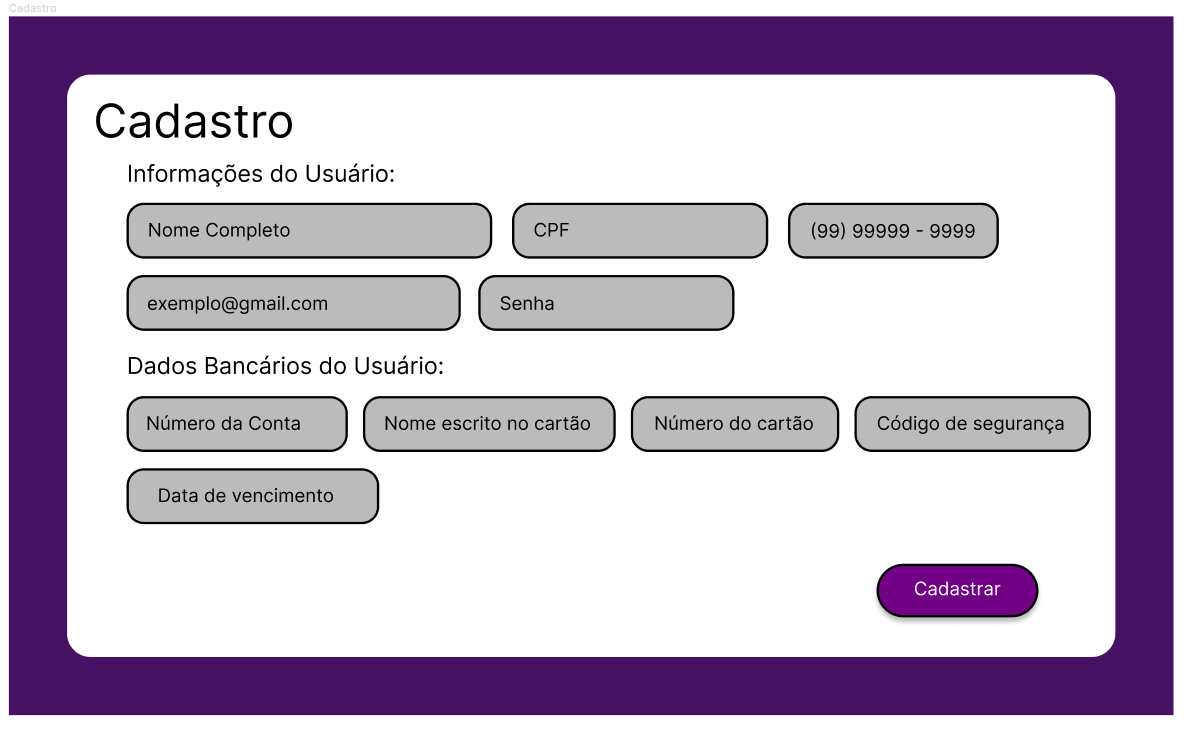 Cadastro
Cadastro
Informações do Usuário:
Nome Completo CPF (99) 99999 - 9999
exemplo@gmail.com Senha
Dados Bancários do Usuário:
Número da Conta Nome escrito no cartão Número do cartão Código de segurança
Data de vencimento
Cadastrar